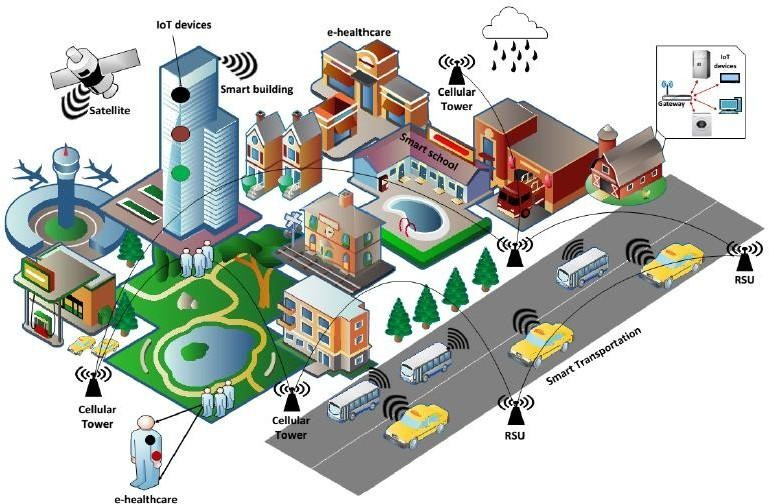 IoT devices
e-healthcare
Cellular
Tower
IoT
devices
Gateway
Satellite
Smart building
Smart school
RSU
Smart Transportation
Cellular
Tower
Cellular
Tower
RSU
e-healthcare